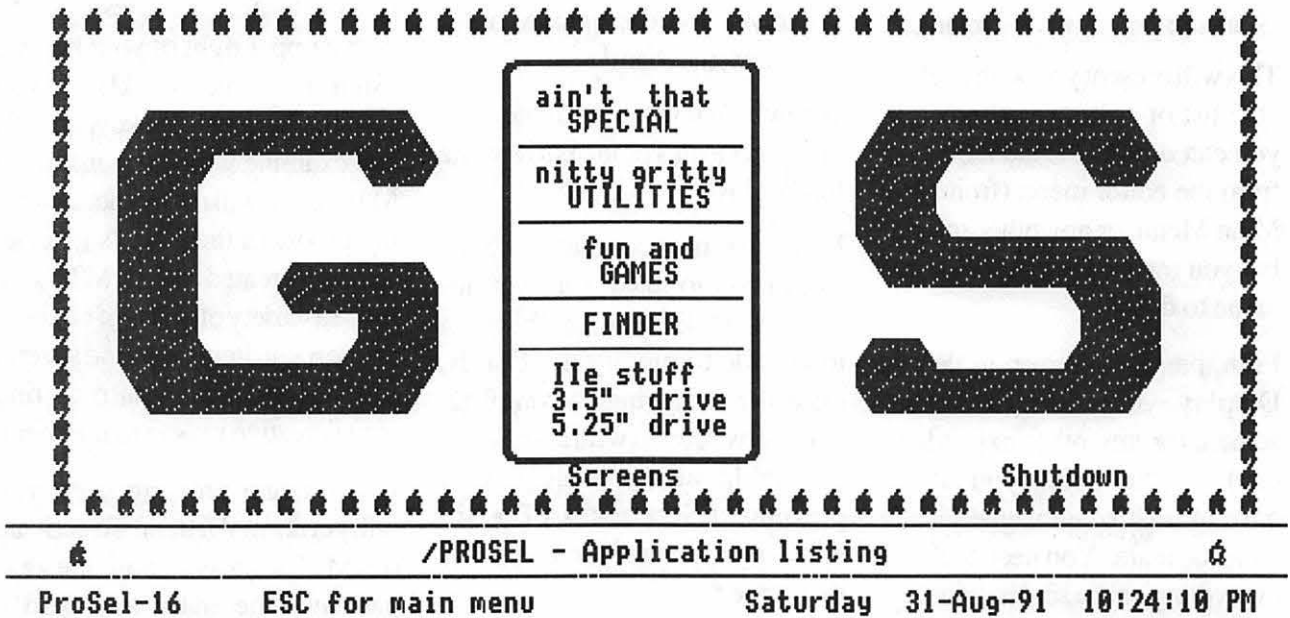 G
S
ain't that
SPECIAL
nitty gritty
UTILITIES
fun and
GAMES
FINDER
IIe stuff
3.5" drive
5.25" drive
Screens
Shutdown
/PROSEL - Application listing
ProSel-16 ESC for main menu Saturday 31-Aug-91 10:24:10 PM